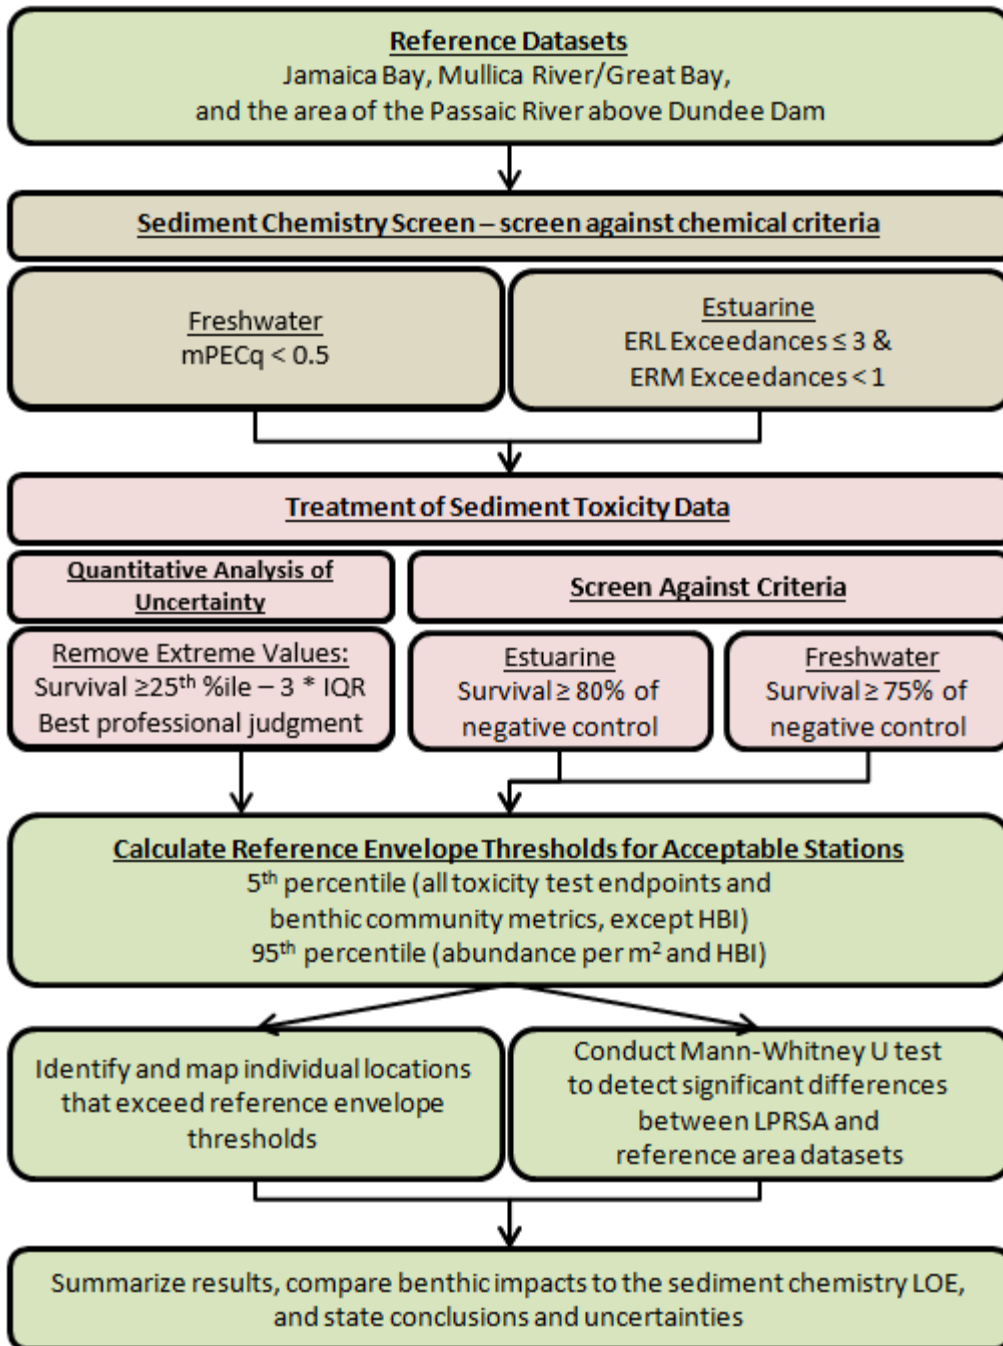 Reference Datasets
Jamaica Bay, Mullica River/Great Bay,
and the area of the Passaic River above Dundee Dam
Sediment Chemistry Screen – screen against chemical criteria
Freshwater
mPECq < 0.5
Estuarine
ERL Exceedances ≤ 3 &
ERM Exceedances < 1
Treatment of Sediment Toxicity Data
Quantitative Analysis of
Uncertainty
Screen Against Criteria
Remove Extreme Values:
Survival ≥25th %ile – 3 * IQR
Best professional judgment
Estuarine
Survival ≥ 80% of
negative control
Freshwater
Survival ≥ 75% of
negative control
Calculate Reference Envelope Thresholds for Acceptable Stations
5th percentile (all toxicity test endpoints and
benthic community metrics, except HBI)
95th percentile (abundance per m² and HBI)
Identify and map individual locations
that exceed reference envelope
thresholds
Conduct Mann-Whitney U test
to detect significant differences
between LPRSA and
reference area datasets
Summarize results, compare benthic impacts to the sediment chemistry LOE,
and state conclusions and uncertainties